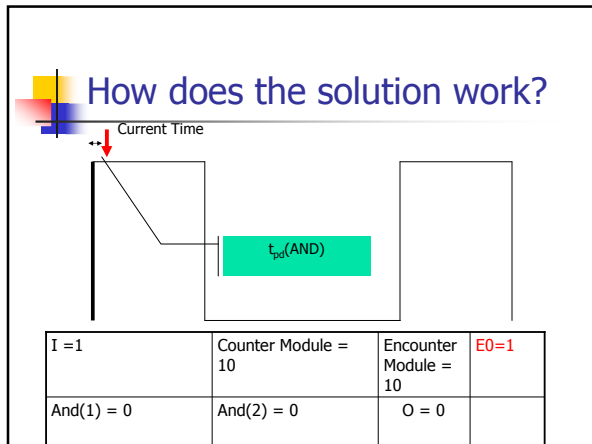 How does the solution work?
Current Time
tpd(AND)
I =1
Counter Module =
10
Encounter
Module =
10
E0=1
And(1) = 0
And(2) = 0
O = 0